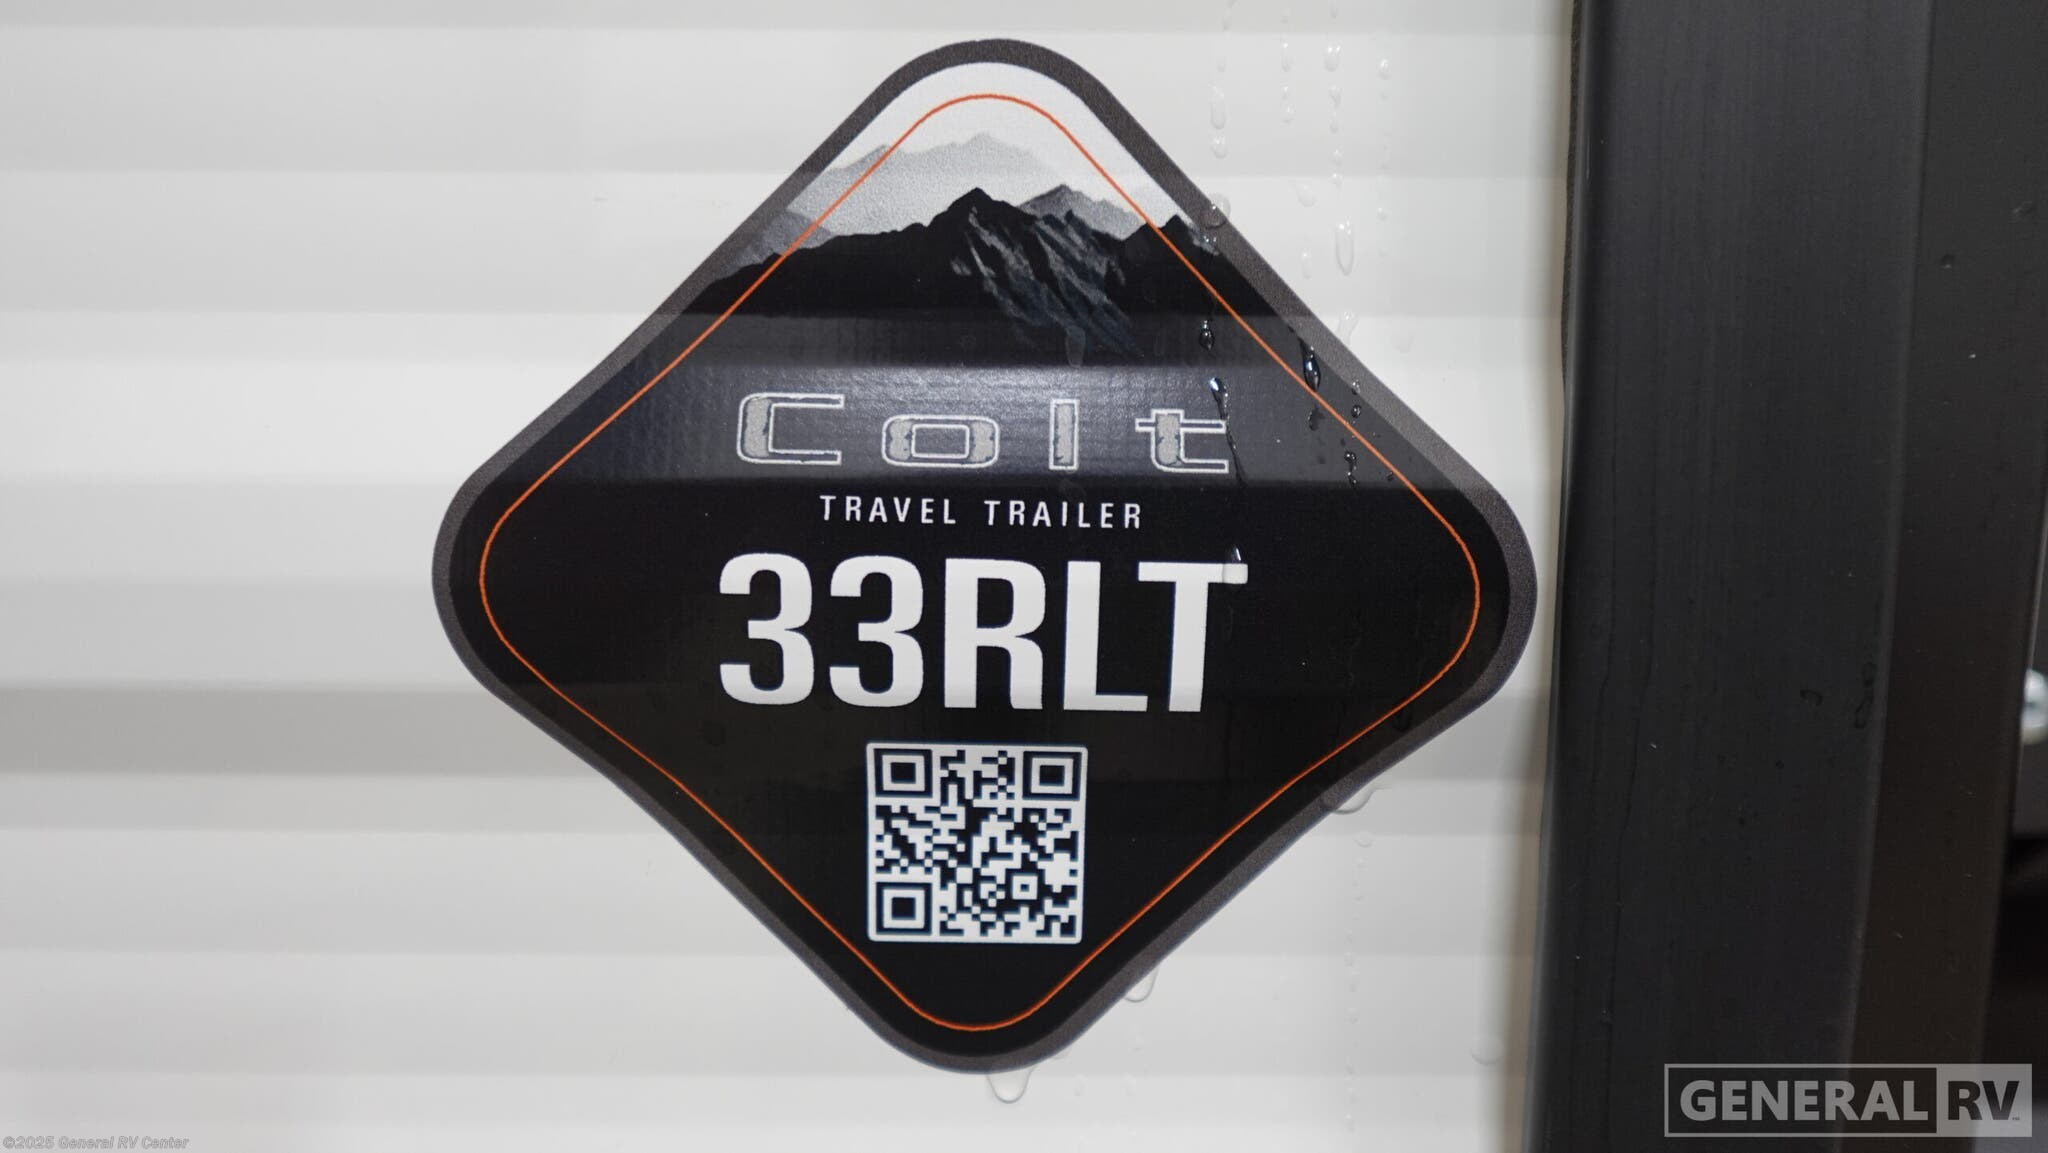 Colt
TRAVEL TRAILER
33RLT
GENERAL RV
©2025 General RV Center